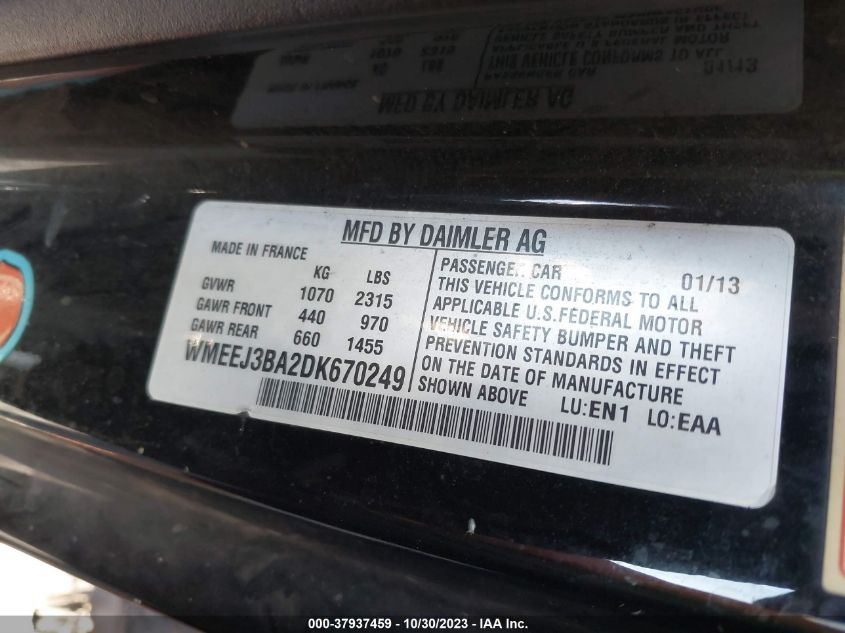 MFD BY DAIMLER AG
MADE IN FRANCE
KG LBS
GVWR 1070 2315
GAWR FRONT 440 970
GAWR REAR 660 1455
WMEEJ3BA2DK670249
PASSENGER CAR 01/13
THIS VEHICLE CONFORMS TO ALL
APPLICABLE U.S.FEDERAL MOTOR
VEHICLE SAFETY BUMPER AND THEFT
PREVENTION STANDARDS IN EFFECT
ON THE DATE OF MANUFACTURE
SHOWN ABOVE LU:EN1 LO:EAA
000-37937459 - 10/30/2023 - IAA Inc.